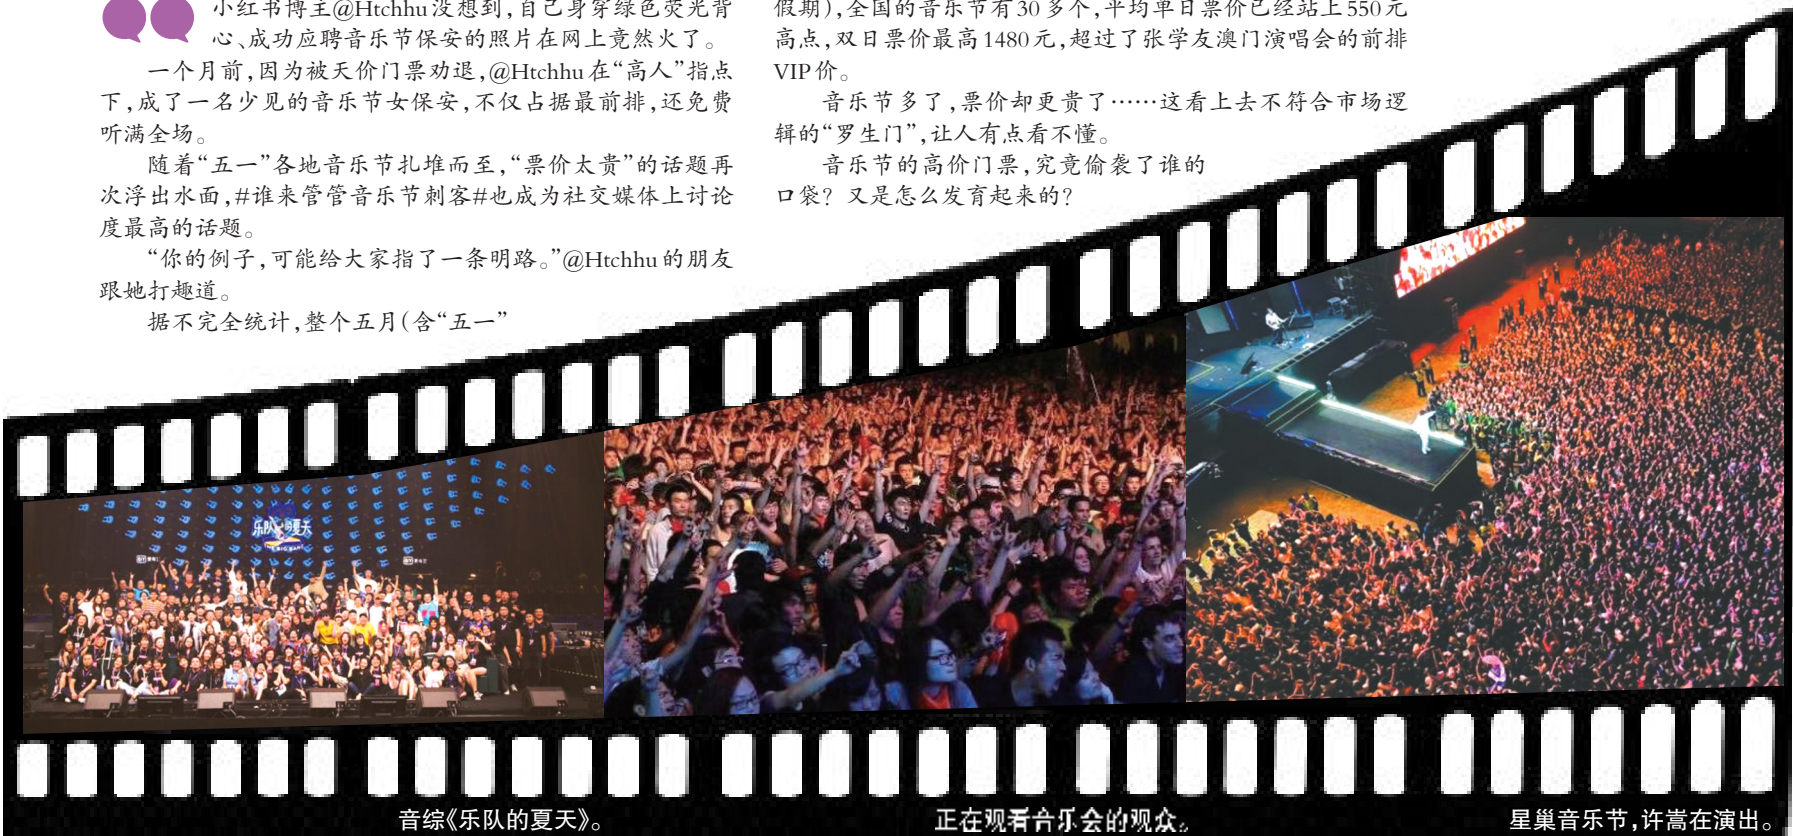 小红书博主@Htchhu没想到,自己身穿绿色荧光背
心、成功应聘音乐节保安的照片在网上竟然火了。
一个月前,因为被天价门票劝退,@Htchhu在“高人”指点
下,成了一名少见的音乐节女保安,不仅占据最前排,还免费
听满全场。
随着“五一”各地音乐节扎堆而至,“票价太贵”的话题再
次浮出水面,#谁来管管音乐节刺客#也成为社交媒体上讨论
度最高的话题。
“你的例子,可能给大家指了一条明路。”@Htchhu的朋友
跟她打趣道。
据不完全统计,整个五月(含“五一”
假期),全国的音乐节有30多个,平均单日票价已经站上550元
高点,双日票价最高1480元,超过了张学友澳门演唱会的前排
VIP价。
音乐节多了,票价却更贵了……这看上去不符合市场逻
辑的“罗生门”,让人有点看不懂。
音乐节的高价门票,究竟偷袭了谁的
口袋？又是怎么发育起来的？
乐队的夏天
音综《乐队的夏天》。
正在观看音乐会的观众。
星巢音乐节,许嵩在演出。